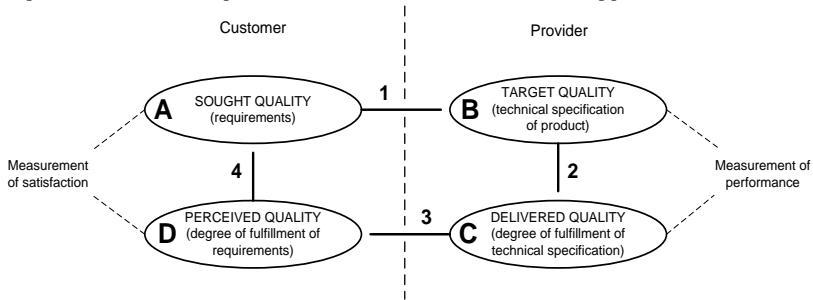 Customer
Provider
A
SOUGHT QUALITY
(requirements)
1
B
TARGET QUALITY
(technical specification
of product)
Measurement
of satisfaction
4
2
Measurement of
performance
D
PERCEIVED QUALITY
(degree of fulfillment of
requirements)
3
C
DELIVERED QUALITY
(degree of fulfillment of
technical specification)